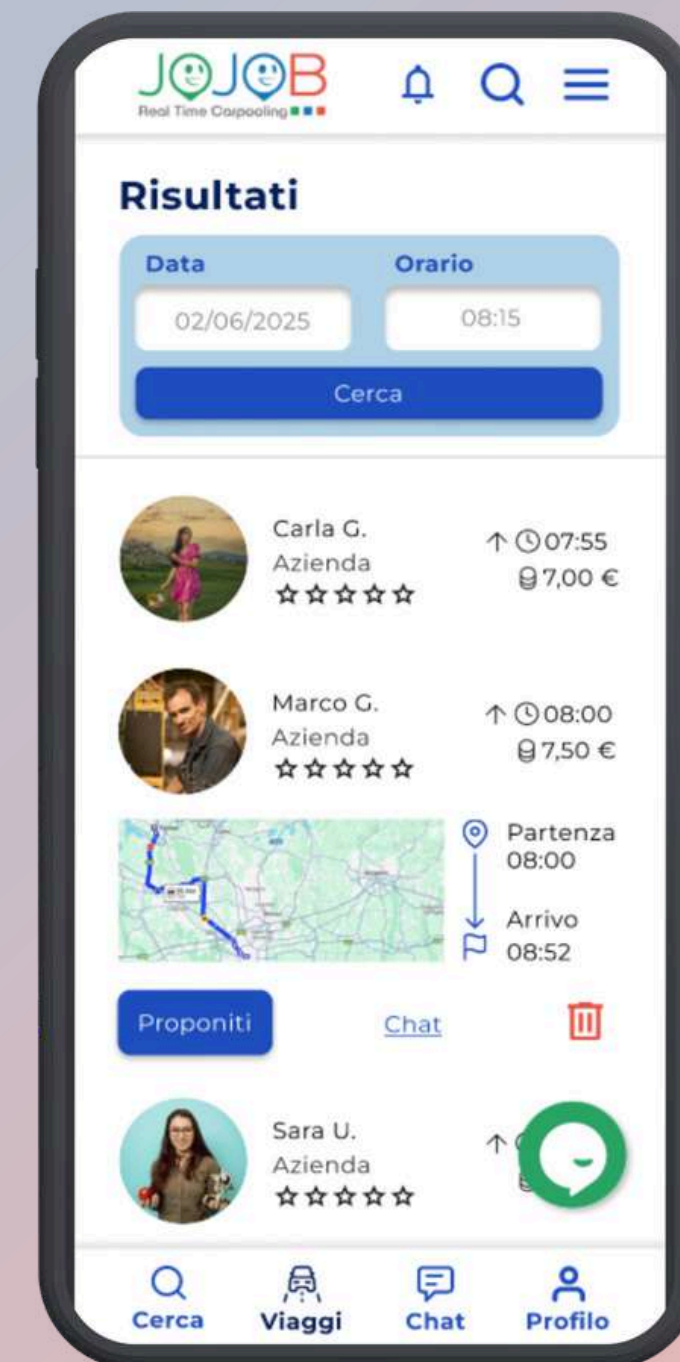 JOJOB
Real Time Carpooling
Risultati
Data Orario
02/06/2025 08:15
Cerca
Carla G.
Azienda
07:55
7,00 €
Marco G.
Azienda
08:00
7,50 €
Partenza
08:00
Arrivo
08:52
Proponiti Chat
Sara U.
Azienda
Cerca Viaggi Chat Profilo